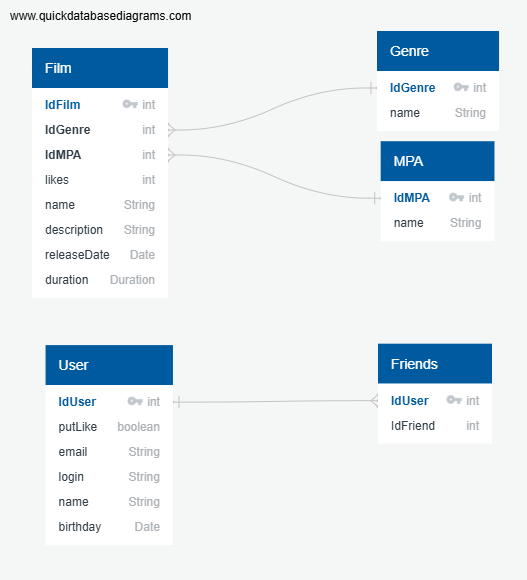 www.quickdatabasediagrams.com
Film
IdFilm int
IdGenre int
IdMPA int
likes int
name String
description String
releaseDate Date
duration Duration
Genre
IdGenre int
name String
MPA
IdMPA int
name String
User
IdUser int
putLike boolean
email String
login String
name String
birthday Date
Friends
IdUser int
IdFriend int